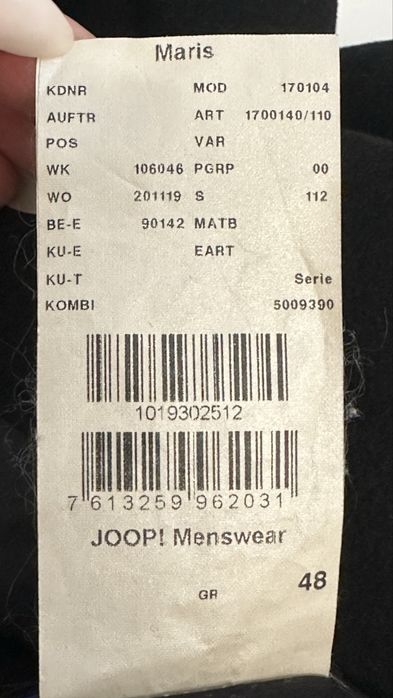 Maris
KDNR MOD 170104
AUFTR ART 1700140/110
POS VAR
WK 106046 PGRP 00
WO 201119 S 112
BE-E 90142 MATB
KU-E EART
KU-T Serie
KOMBI 5009390
1019302512
7 613259 962031
JOOP! Menswear
GR 48